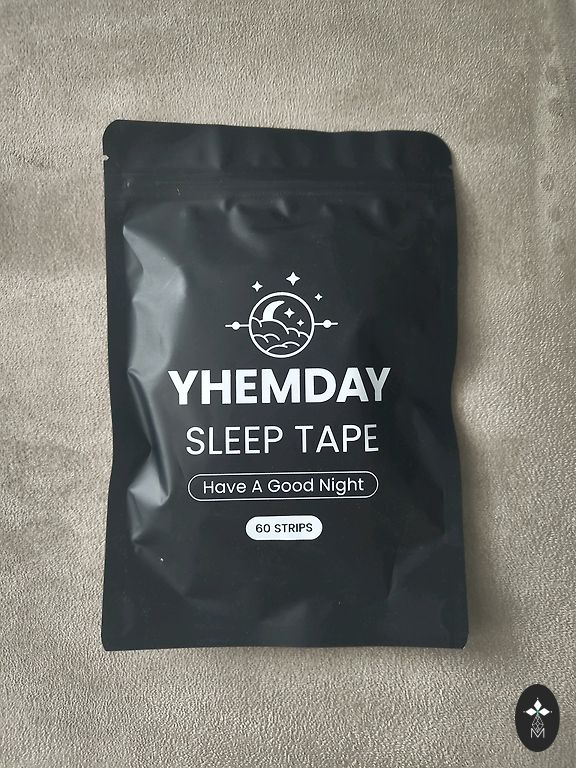 YHEMDAY
SLEEP TAPE
Have A Good Night
60 STRIPS
M